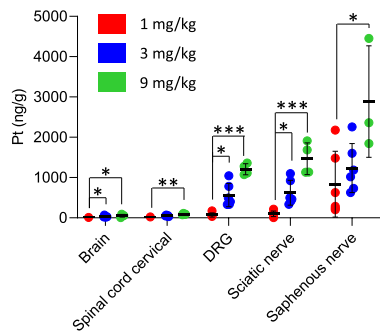 5000
4000
3000
2000
1000
0
Pt (ng/g)
1 mg/kg
3 mg/kg
9 mg/kg
*
*
**
***
*
***
*
*
Brain
Spinal cord cervical
DRG
Sciatic nerve
Saphenous nerve